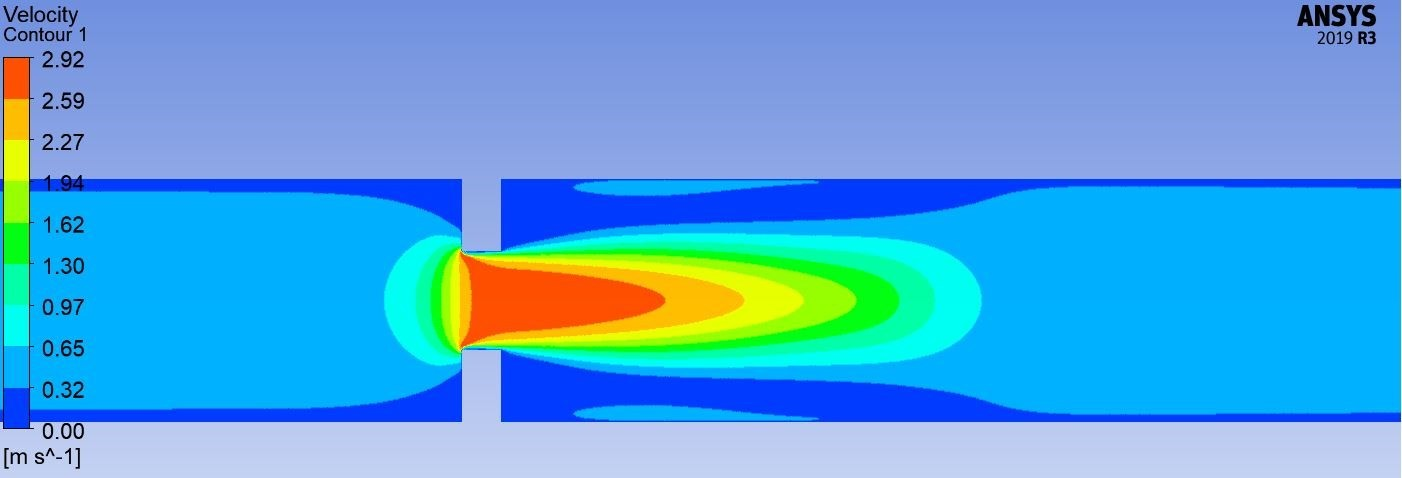 Velocity
Contour 1
2.92
2.59
2.27
1.94
1.62
1.30
0.97
0.65
0.32
0.00
[m s^-1]
ANSYS
2019 R3